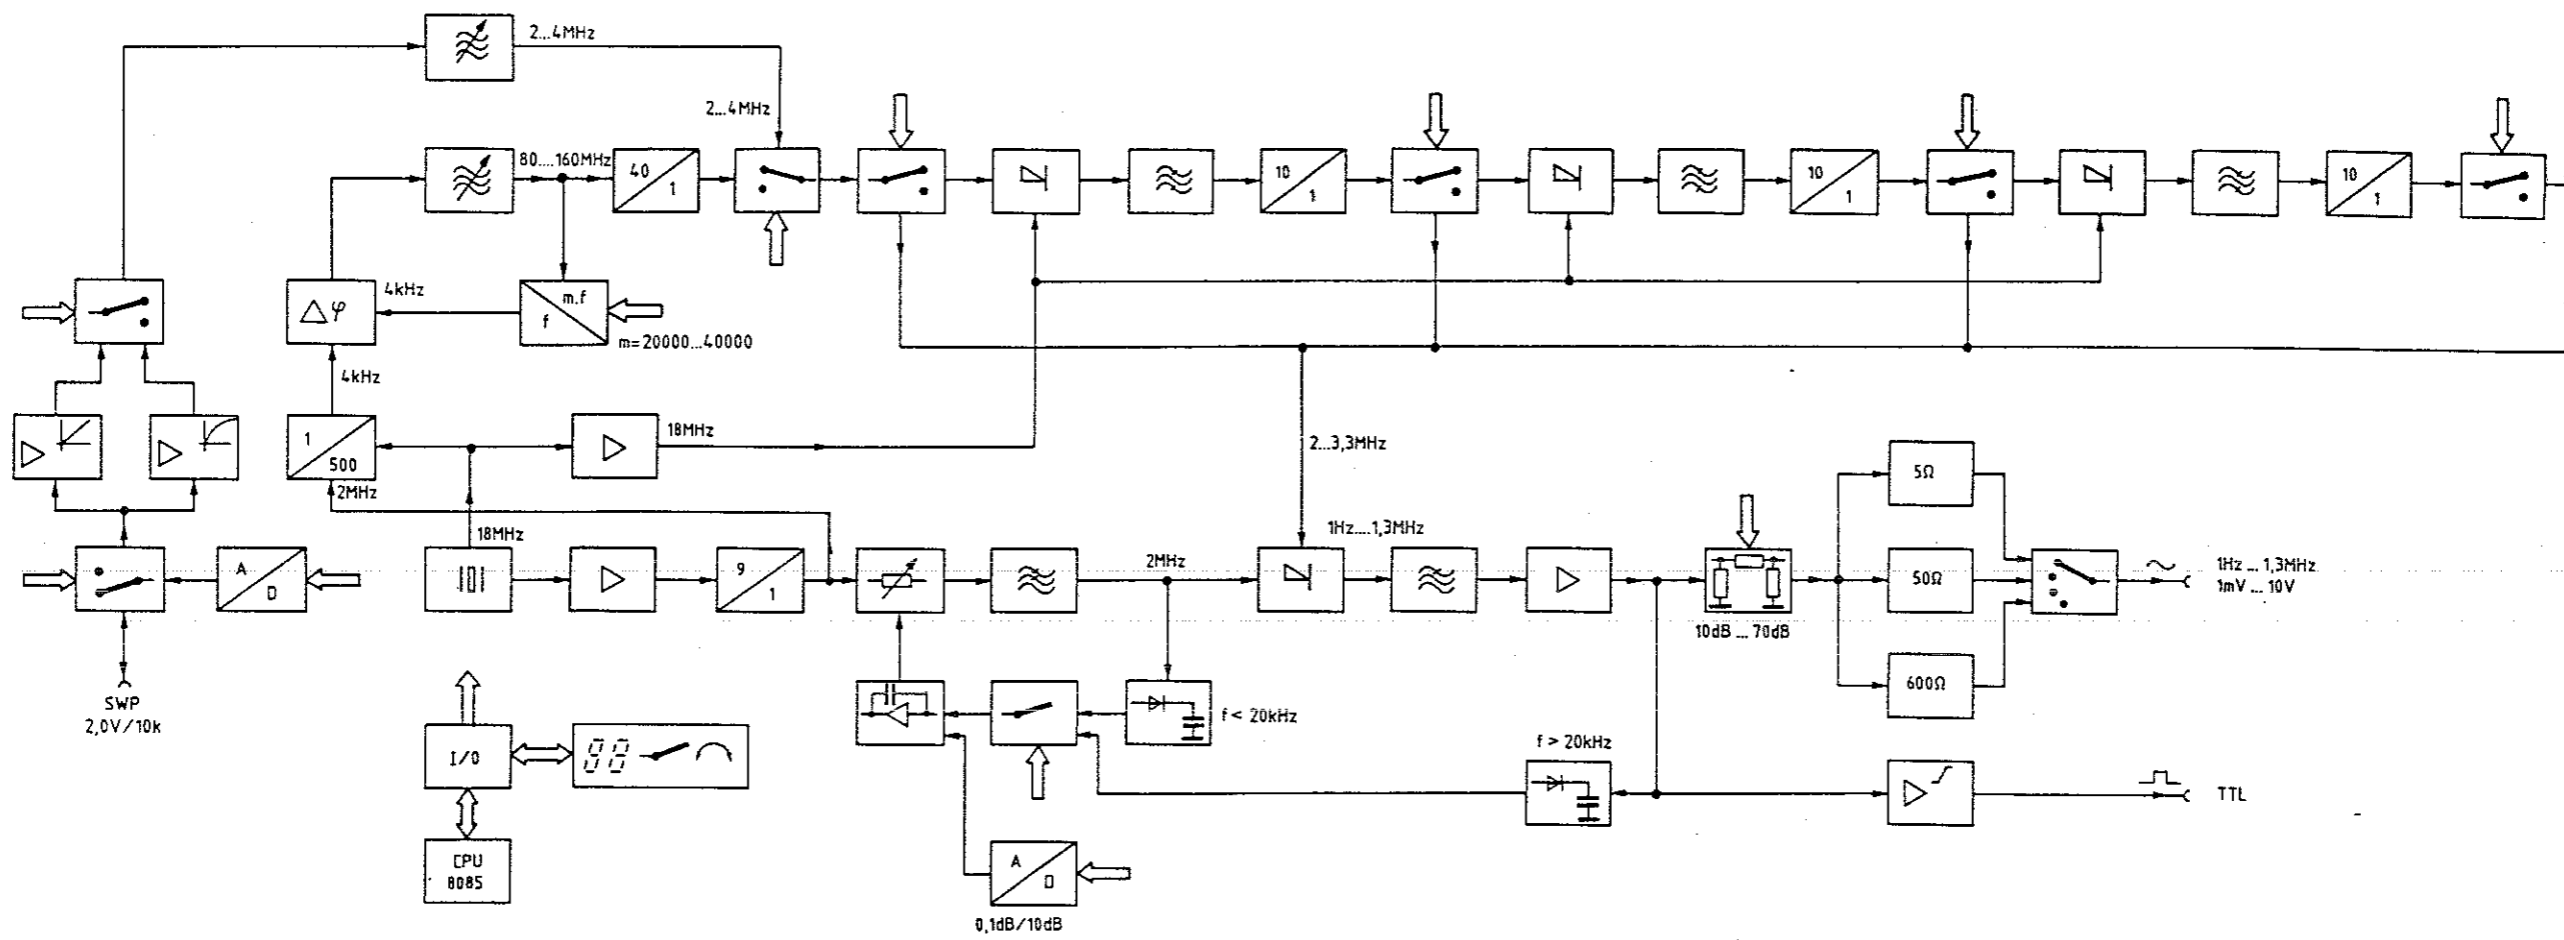 2...4MHz
2...4MHz
80....160MHz
40
1
10
1
10
1
10
1
4kHz
m.f
f
m=20000...40000
Δφ
4kHz
1
500
2MHz
18MHz
2...3,3MHz
5Ω
18MHz
1Hz....1,3MHz
A
D
9
1
2MHz
50Ω
1Hz ... 1,3MHz
1mV ... 10V
10dB ... 70dB
600Ω
SWP
2,0V/10k
f < 20kHz
I/O
88
f > 20kHz
TTL
CPU
8085
A
D
0,1dB/10dB